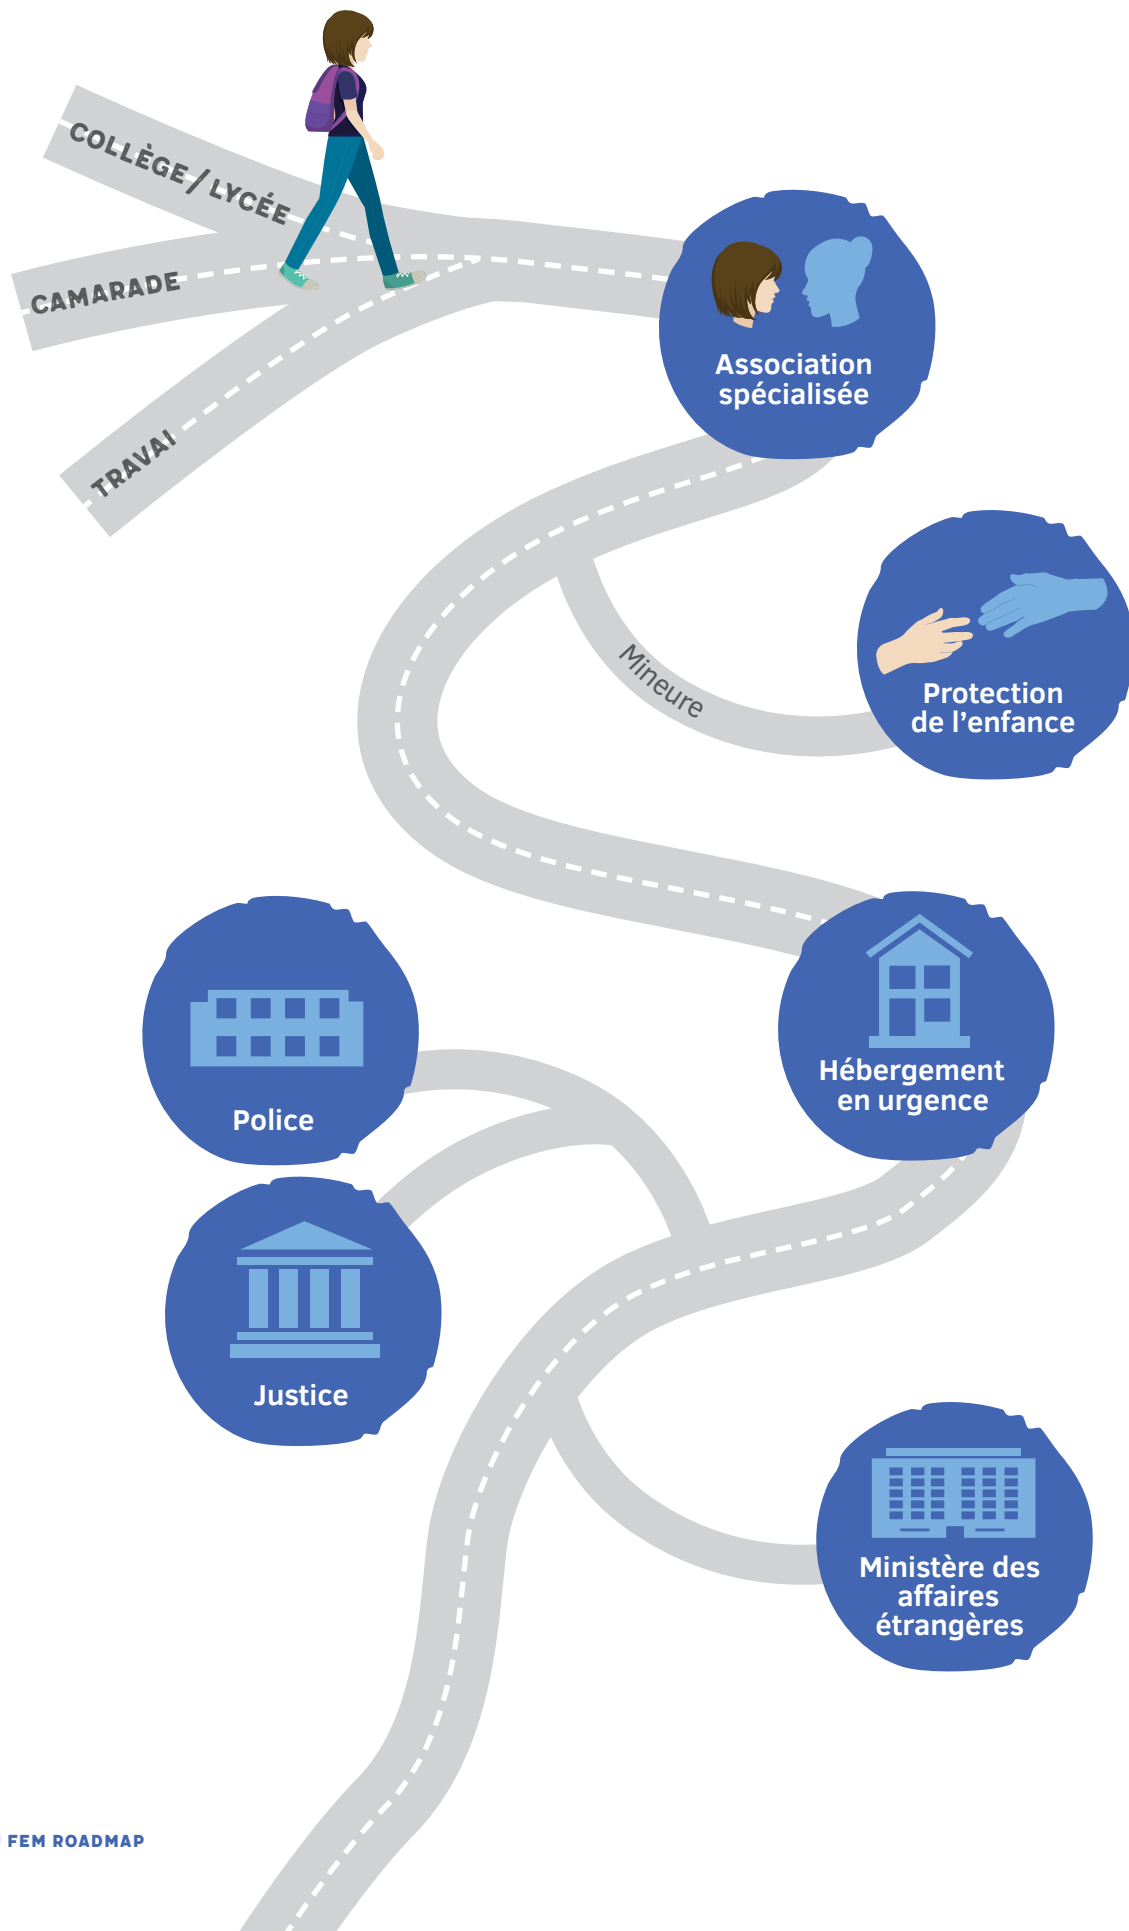 COLLÈGE/LYCÉE
CAMARADE
TRAVAI
Association
spécialisée
Mineure
Protection
de l'enfance
Hébergement
en urgence
Police
Justice
Ministère des
affaires
étrangères
FEM ROADMAP